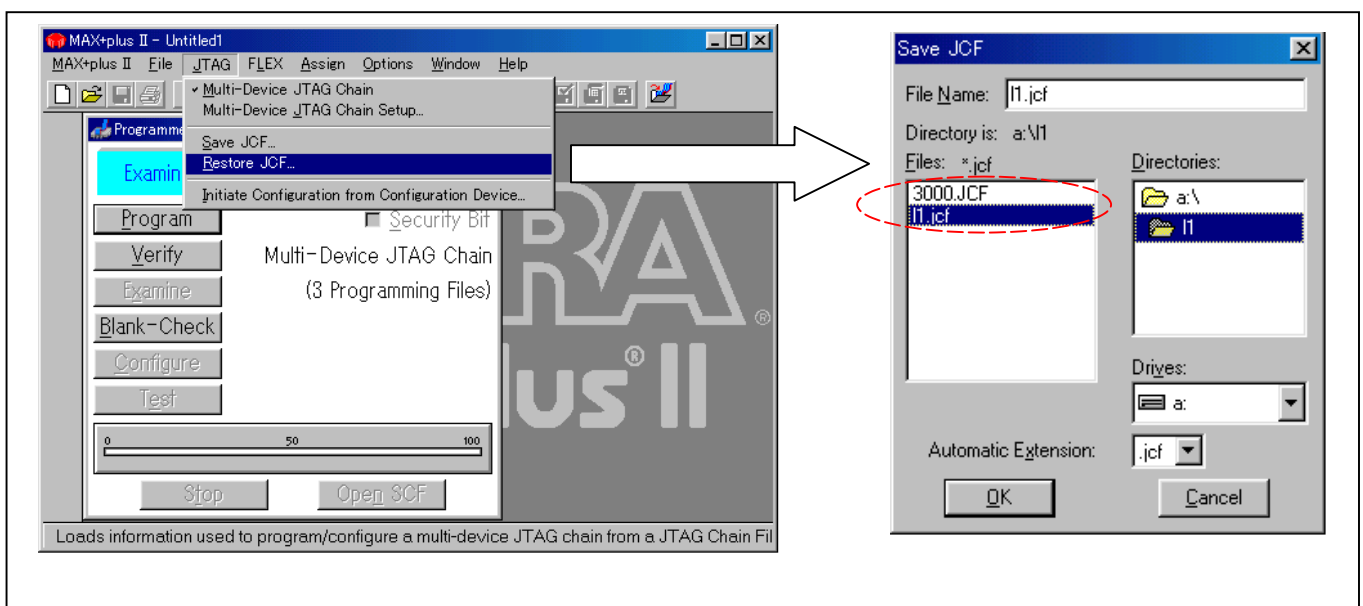 MAX+plus II - Untitled1
MAX+plus II File JTAG FLEX Assign Options Window Help
Multi-Device JTAG Chain
Multi-Device JTAG Chain Setup...
Save JCF...
Restore JCF...
Initiate Configuration from Configuration Device...
Programme
Examin
Program
Security Bit
Verify
Multi-Device JTAG Chain
Examine
(3 Programming Files)
Blank-Check
Configure
Test
0 50 100
Stop
Open SCF
RA
®
plus® II
Loads information used to program/configure a multi-device JTAG chain from a JTAG Chain Fil
Save JCF
File Name: l1.jcf
Directory is: a:\l1
Files: *.jcf
Directories:
3000.JCF
l1.jcf
a:\
l1
Drives:
a:
Automatic Extension: .jcf
OK
Cancel